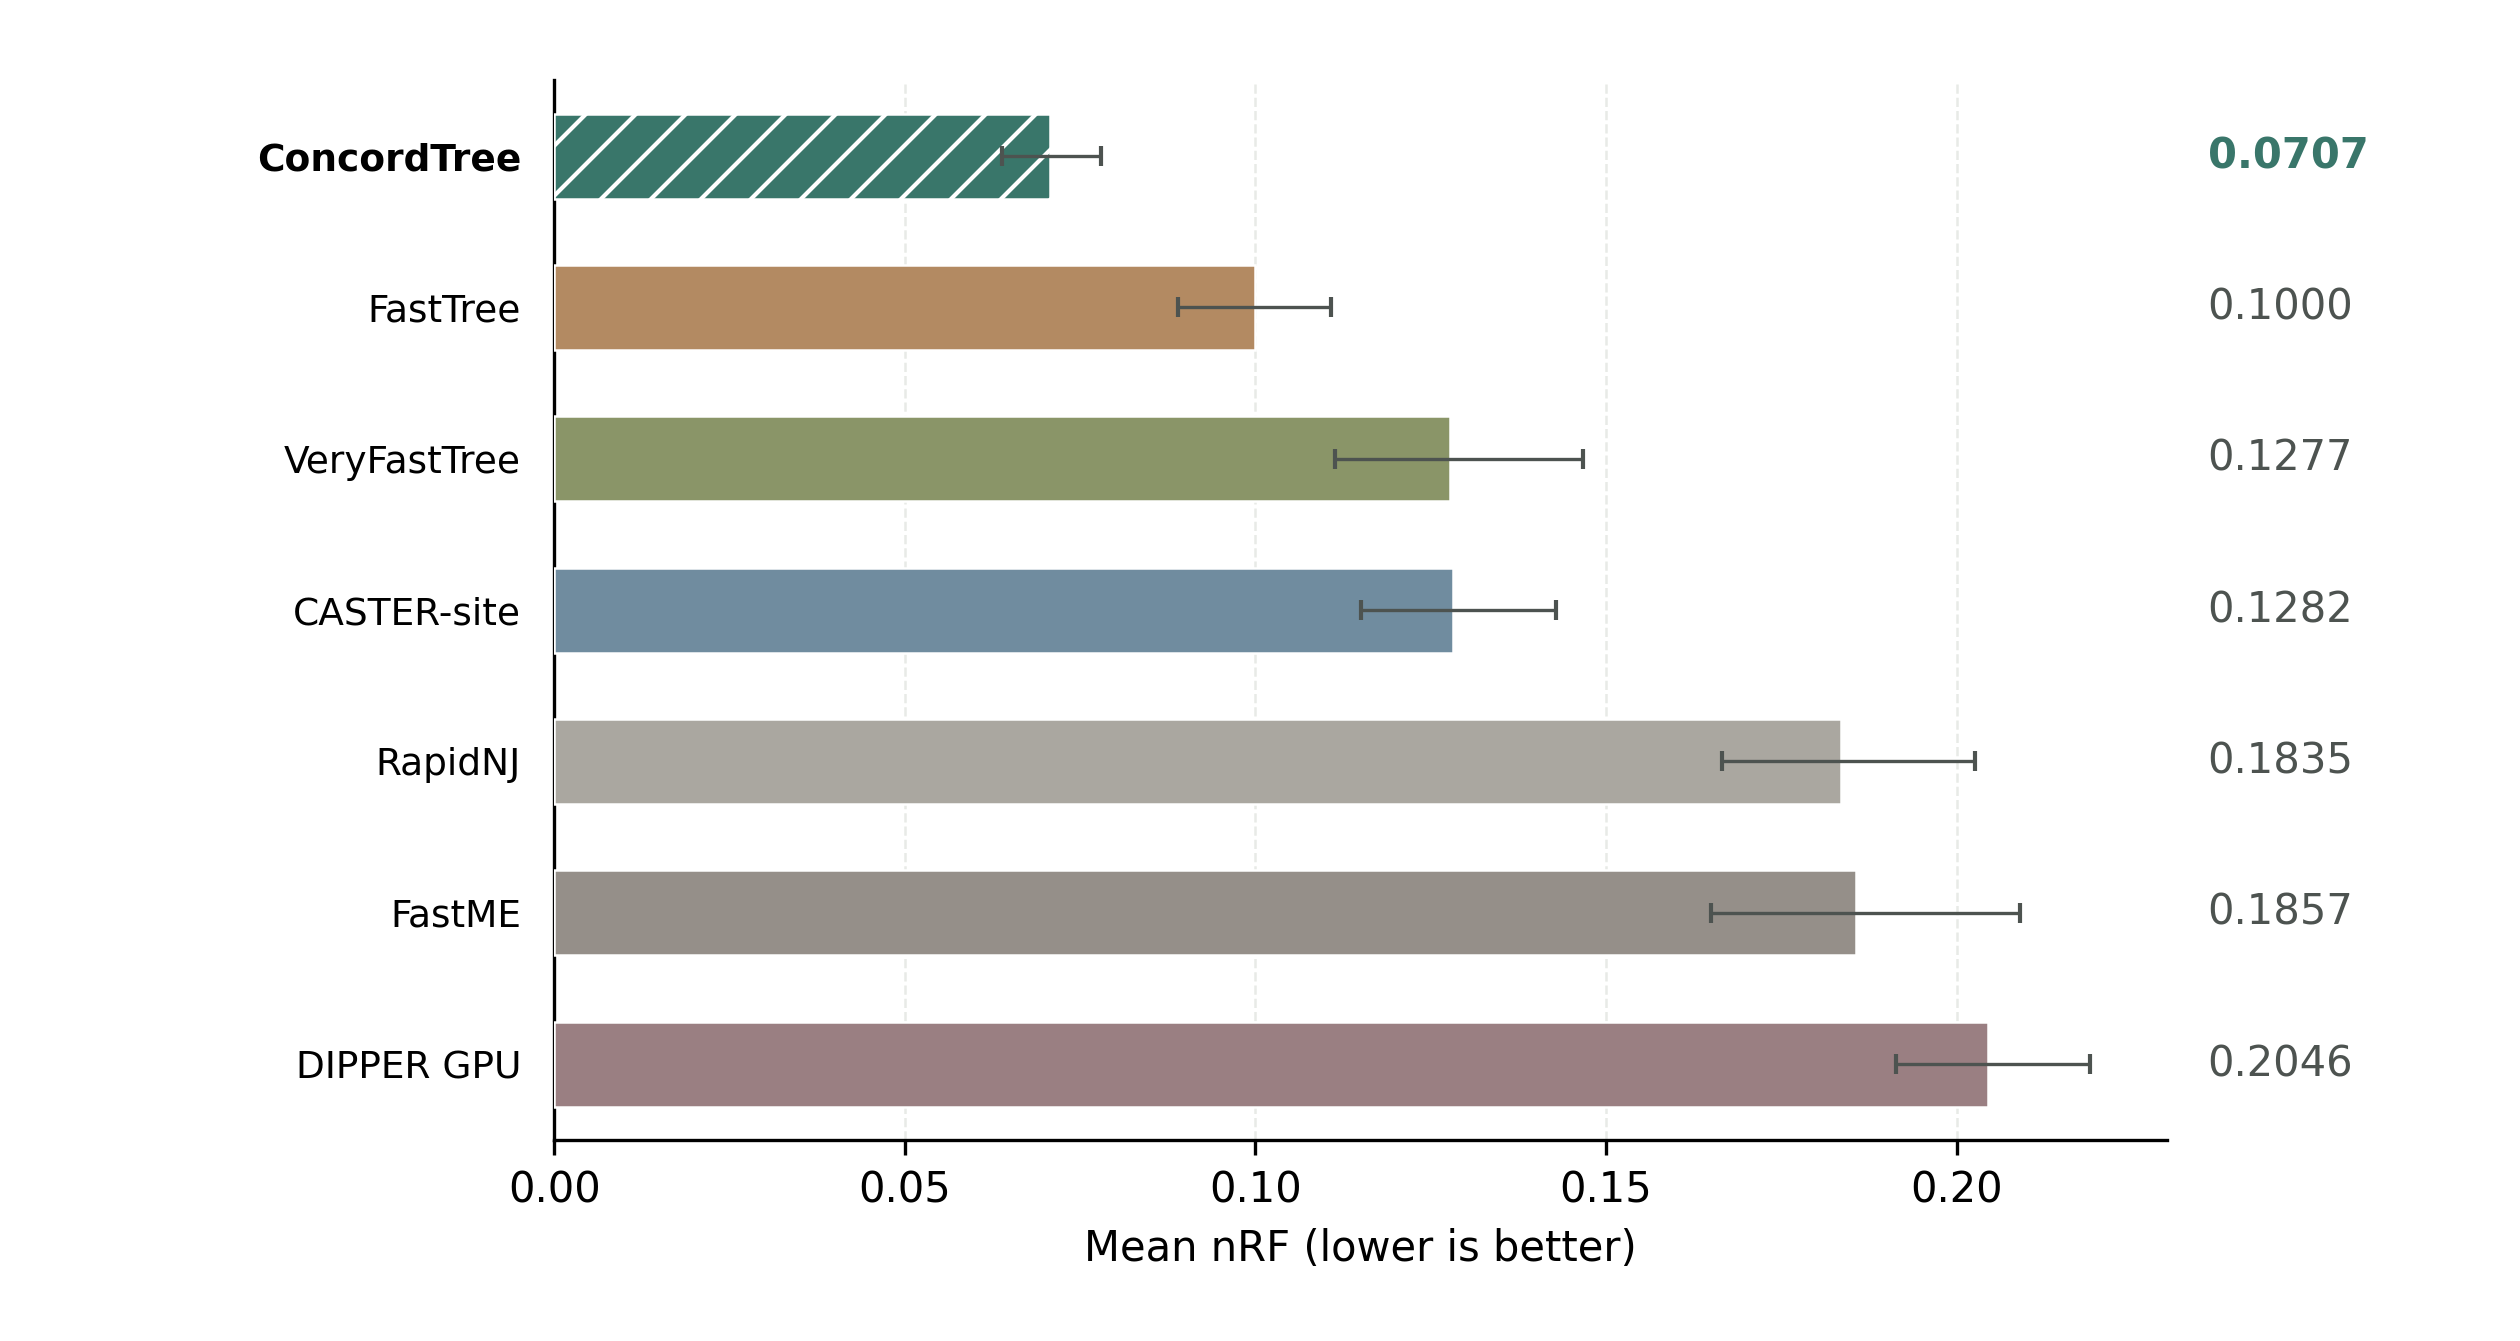 ConcordTree 0.0707
FastTree 0.1000
VeryFastTree 0.1277
CASTER-site 0.1282
RapidNJ 0.1835
FastME 0.1857
DIPPER GPU 0.2046
0.00 0.05 0.10 0.15 0.20
Mean nRF (lower is better)